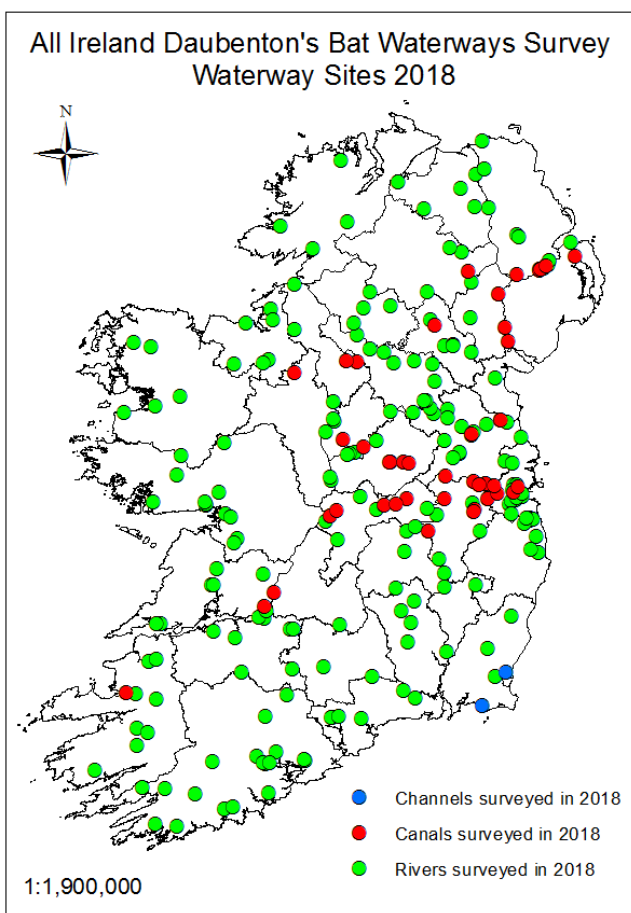 All Ireland Daubenton's Bat Waterways Survey
Waterway Sites 2018
N
Channels surveyed in 2018
Canals surveyed in 2018
Rivers surveyed in 2018
1:1,900,000